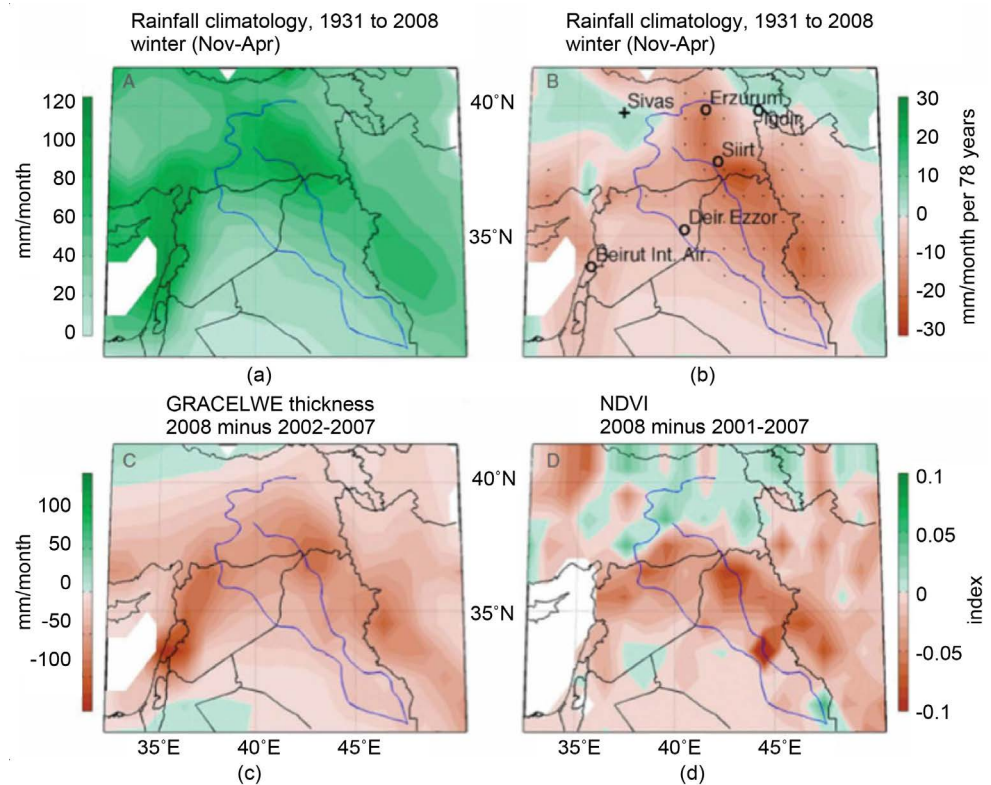 Rainfall climatology, 1931 to 2008
winter (Nov-Apr)
Rainfall climatology, 1931 to 2008
winter (Nov-Apr)
A
120
100
80
60
40
20
0
mm/month
(a)
B
40°N
35°N
Sivas
Erzurum
Igdir
Siirt
Deir Ezzor
Beirut Int. Air.
30
20
10
0
-10
-20
-30
mm/month per 78 years
(b)
GRACELWE thickness
2008 minus 2002-2007
C
100
50
0
-50
-100
mm/month
35°E
40°E
45°E
(c)
NDVI
2008 minus 2001-2007
D
40°N
35°N
0.1
0.05
0
-0.05
-0.1
index
35°E
40°E
45°E
(d)